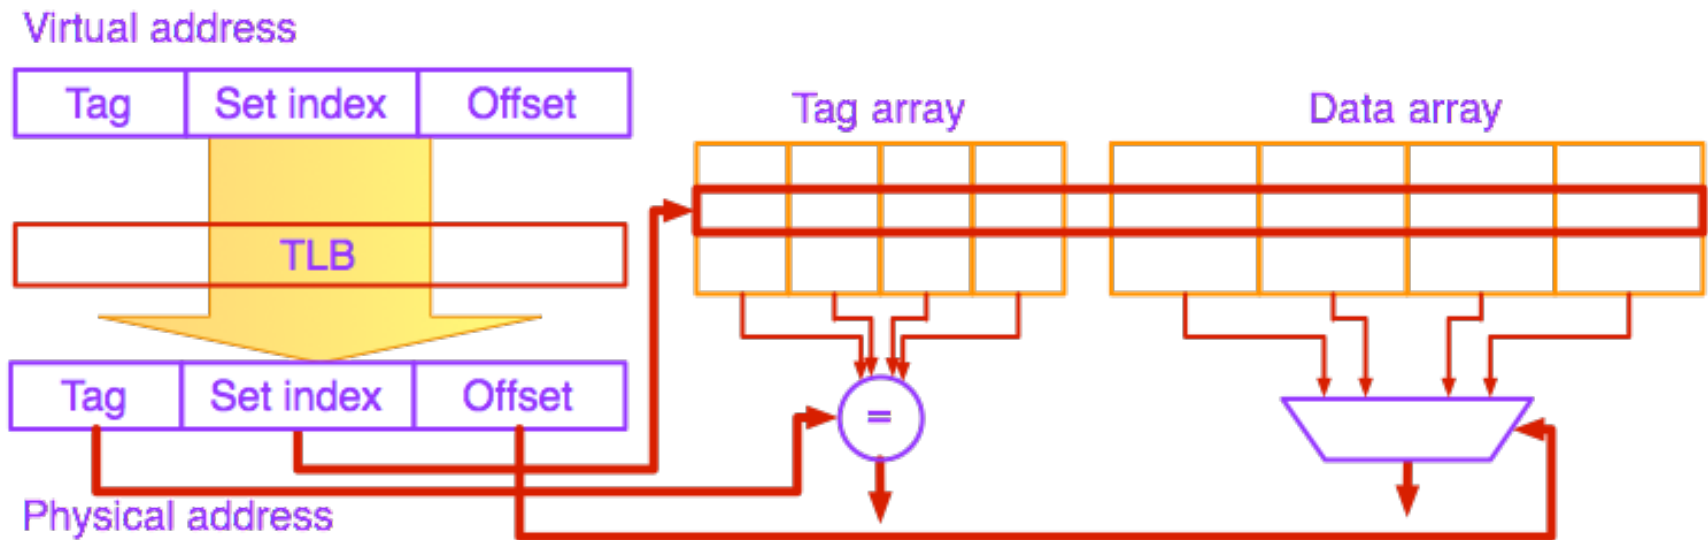 Virtual address
Tag Set index Offset
Tag array
Data array
TLB
Tag Set index Offset
=
Physical address